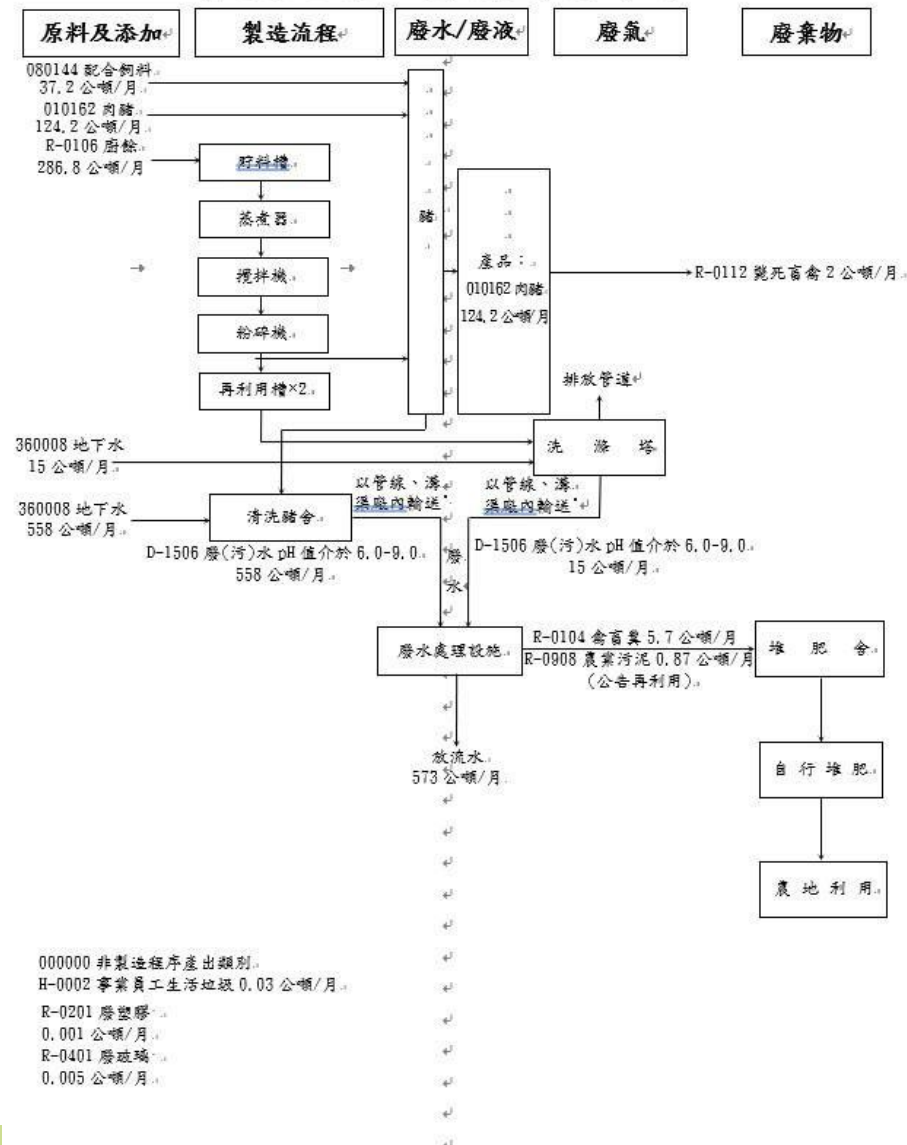 原料及添加
製造流程
廢水/廢液
廢氣
廢棄物
080144 配合飼料
37.2 公噸/月
010162 肉豬
124.2 公噸/月
R-0106 廚餘
286.8 公噸/月
貯料槽
蒸煮器
攪拌機
粉碎機
再利用槽×2
豬
產品：
010162 肉豬
124.2 公噸/月
R-0112 斃死畜禽 2 公噸/月
排放管道
洗 滌 塔
360008 地下水
15 公噸/月
360008 地下水
558 公噸/月
清洗豬舍
以管線、溝
渠廠內輸送
以管線、溝
渠廠內輸送
D-1506 廢(污)水 pH 值介於 6.0-9.0
558 公噸/月
廢
水
D-1506 廢(污)水 pH 值介於 6.0-9.0
15 公噸/月
廢水處理設施
R-0104 禽畜糞 5.7 公噸/月
R-0908 農業污泥 0.87 公噸/月
(公告再利用)
堆 肥 舍
放流水
573 公噸/月
自 行 堆 肥
農 地 利 用
000000 非製造程序產出類別
H-0002 事業員工生活垃圾 0.03 公噸/月
R-0201 廢塑膠
0.001 公噸/月
R-0401 廢玻璃
0.005 公噸/月